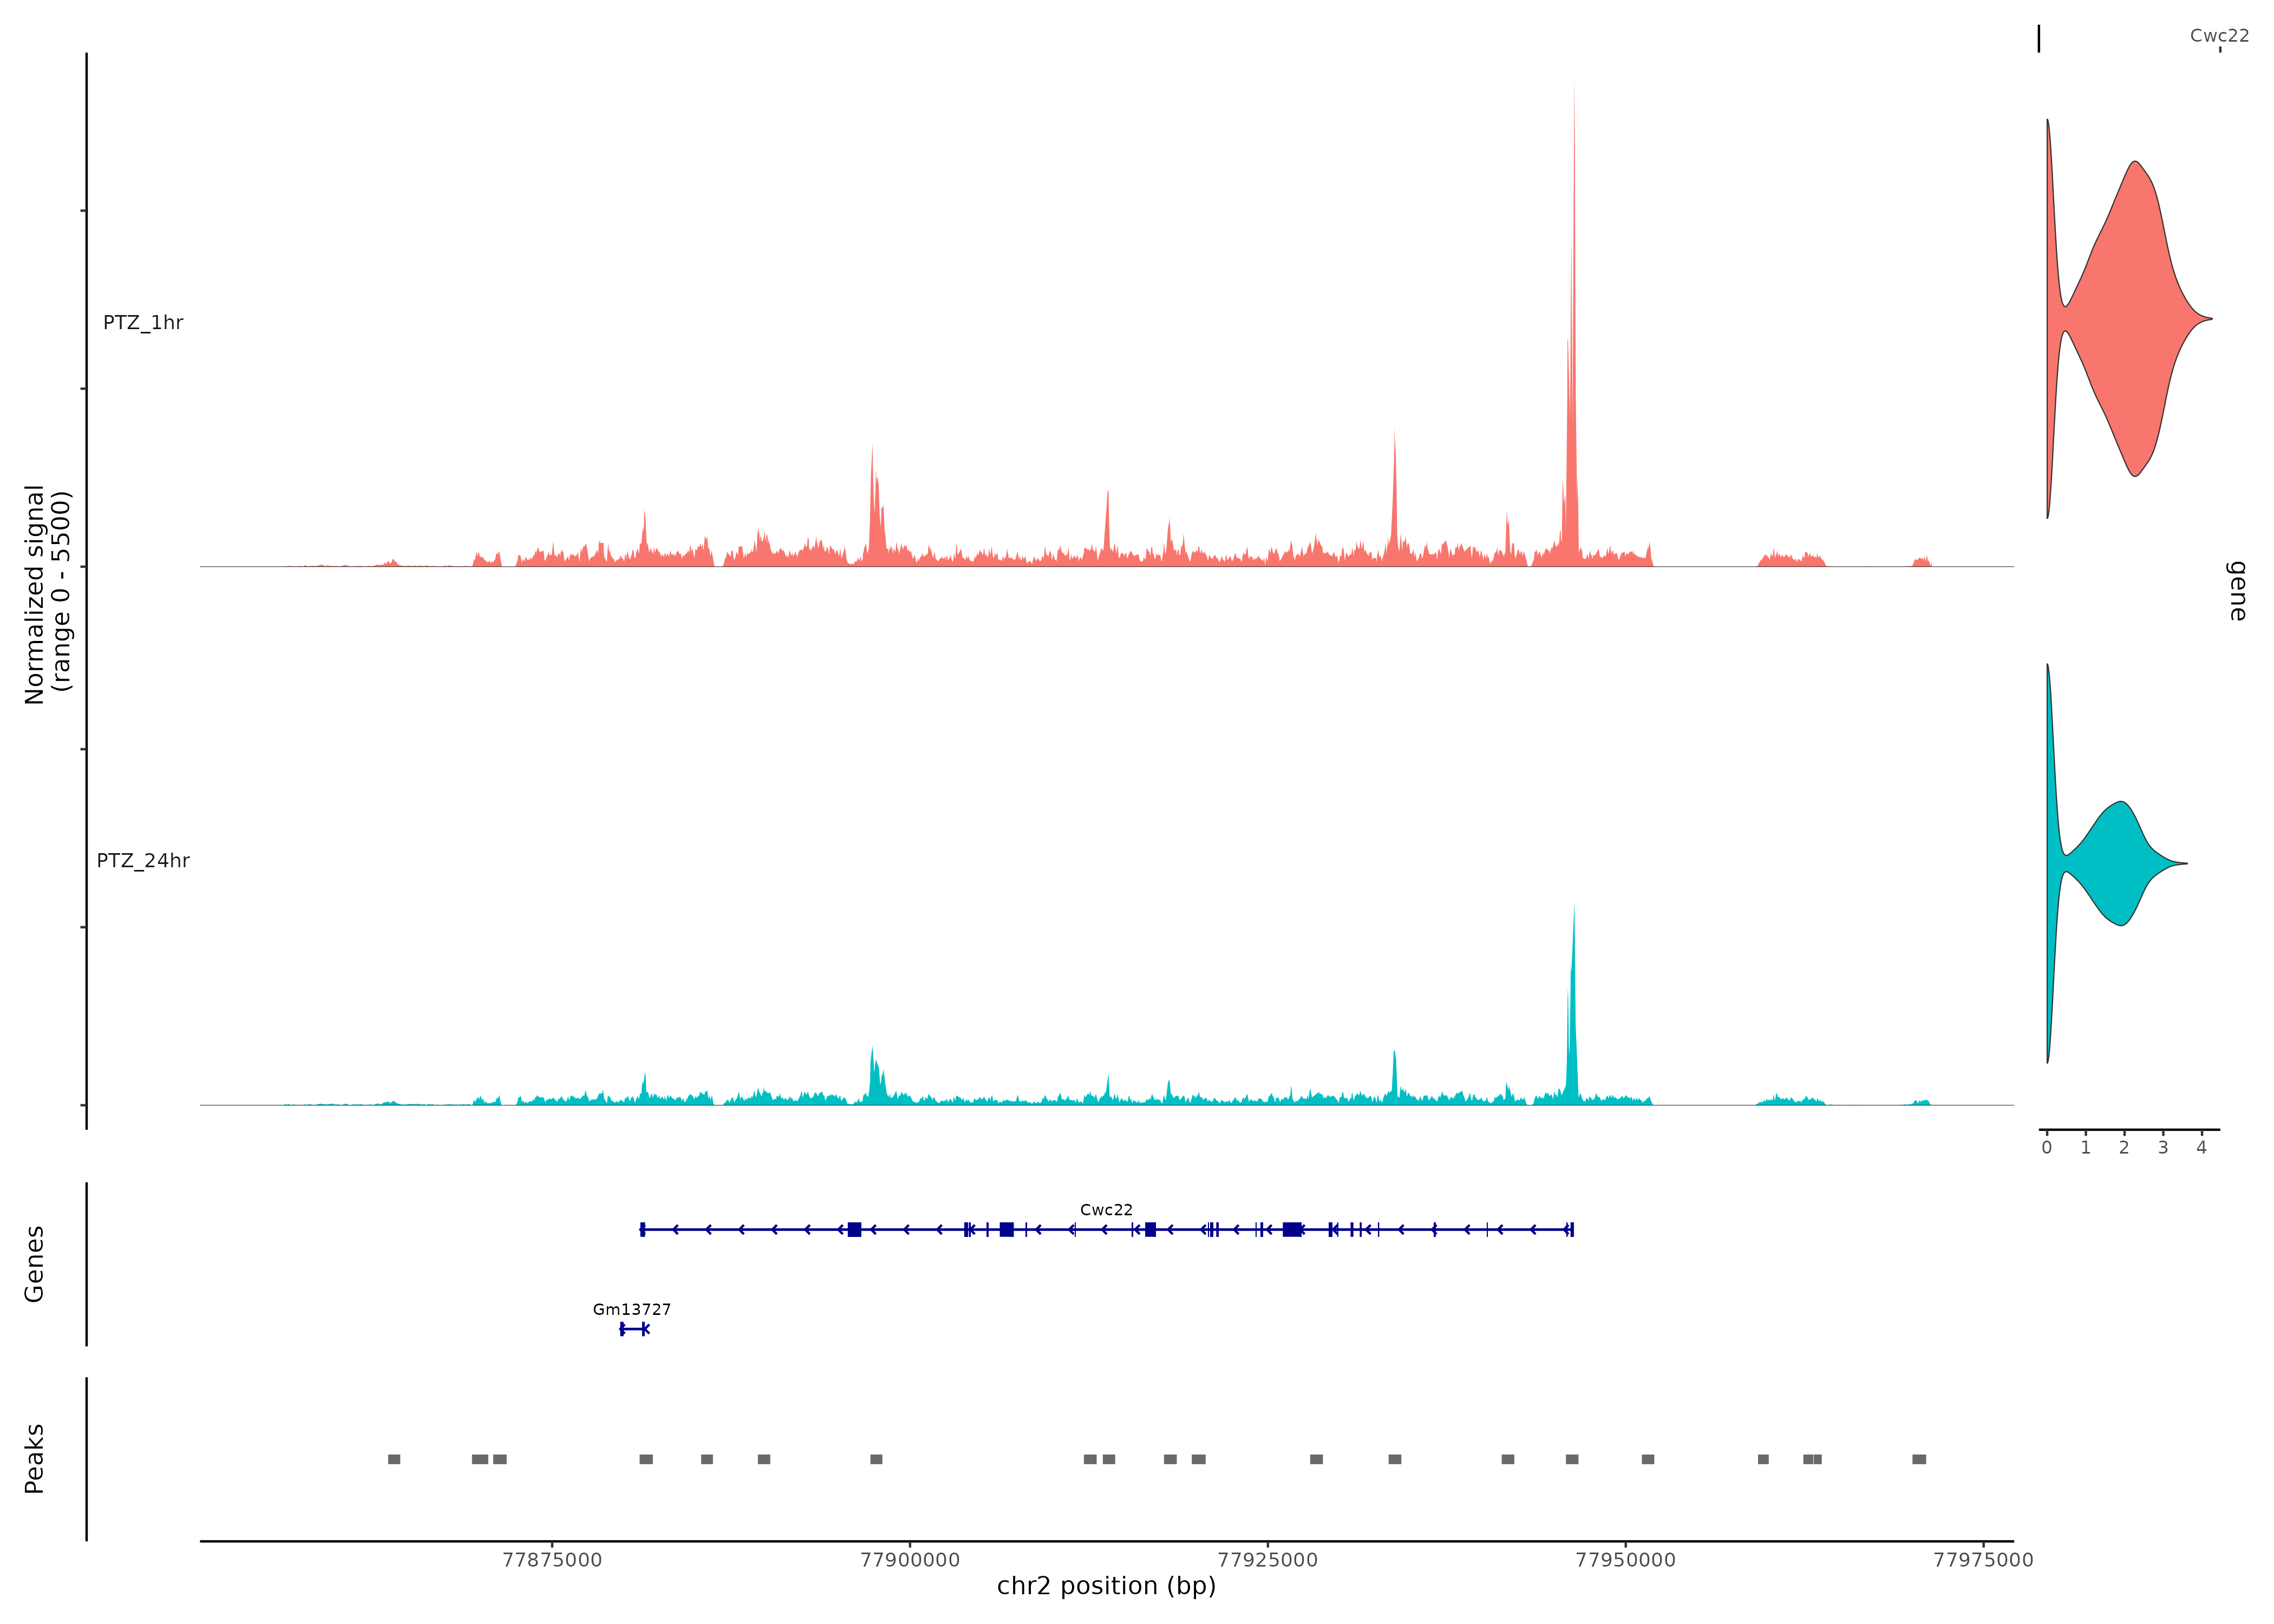 Cwc22
PTZ_1hr
Normalized signal
(range 0 - 5500)
gene
PTZ_24hr
0 1 2 3 4
Genes
Cwc22
Gm13727
Peaks
77875000 77900000 77925000 77950000 77975000
chr2 position (bp)